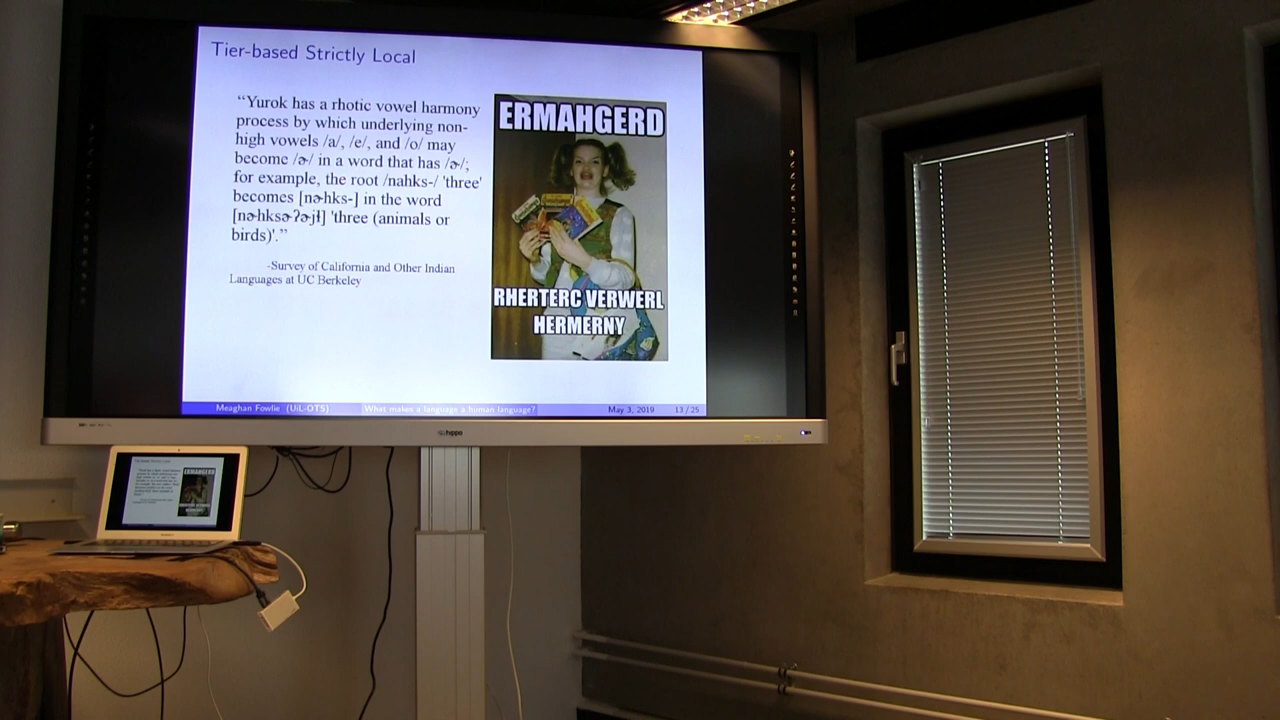 Tier-based Strictly Local
“Yurok has a rhotic vowel harmony
process by which underlying non-
high vowels /a/, /e/, and /o/ may
become /ɚ/ in a word that has /ɚ/;
for example, the root /nahks-/ 'three'
becomes [nɚhks-] in the word
[nɚhksɚʔɚjɬ] 'three (animals or
birds)'.”
-Survey of California and Other Indian
Languages at UC Berkeley
ERMAHGERD
RHERTERC VERWERL
HERMERNY
Meaghan Fowlie (UiL-OTS) What makes a language a human language? May 3, 2019 13 / 25
hippo
ERMAHGERD